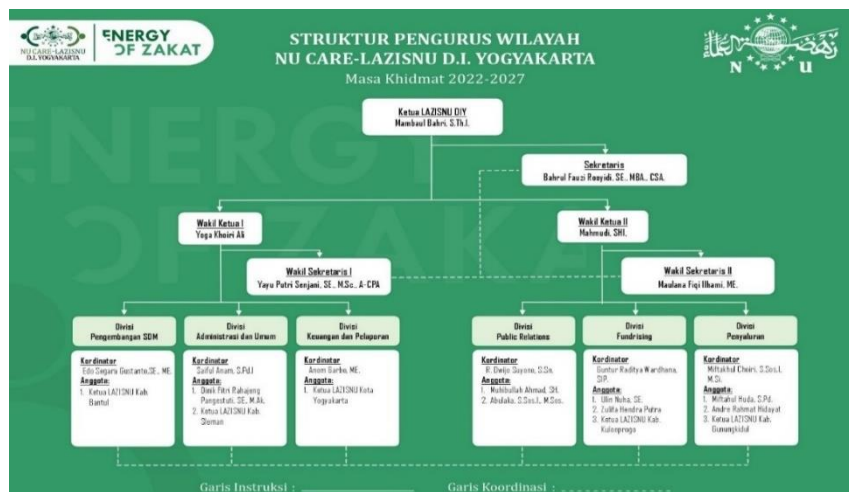 NU CARE-LAZISNU
D.I. YOGYAKARTA
ENERGY
OF ZAKAT
STRUKTUR PENGURUS WILAYAH
NU CARE-LAZISNU D.I. YOGYAKARTA
Masa Khidmat 2022-2027
N U
ENERGY
OF ZAKA
Ketua LAZISNU DIY
Mambaul Bahri, S.Th.I.
Sekretaris
Bahrul Fauzi Rosyidi, SE., MBA., CSA.
Wakil Ketua I
Yoga Khoiri Ali
Wakil Ketua II
Mahmudi, SHI.
Wakil Sekretaris I
Yayu Putri Senjani, SE., M.Sc., A-CPA
Wakil Sekretaris II
Maulana Fiqi Ilhami, ME.
Divisi
Pengembangan SDM
Kordinator
Edo Segara Gustanto, SE., ME.
Anggota:
1. Ketua LAZISNU Kab.
Bantul
Divisi
Administrasi dan Umum
Kordinator
Saiful Anam, S.Pd.I
Anggota:
1. Fitri Rahajeng
Pangestuti, SE., M.Ak.
2. Ketua LAZISNU Kab.
Sleman
Divisi
Keuangan dan Pelaporan
Kordinator
Anom Garbo, ME.
Anggota:
1. Ketua LAZISNU Kota
Yogyakarta
Divisi
Public Relations
Kordinator
R. Dwijo Suyono, S.Sn.
Anggota:
1. Muhibullah Ahmad, SH.
2. Abulaka, S.Sos.I., M.Sos.
Divisi
Fundrising
Kordinator
Guntur Raditya Wardhana,
SIP.
Anggota:
1. Ulin Nuha, SE.
2. Zulfa Hendra Putra
3. Ketua LAZISNU Kab.
Kulonprogo
Divisi
Penyaluran
Kordinator
Miftakhul Choiri, S.Sos.I.,
M.Si.
Anggota:
1. Miftahul Huda, S.Pd.
2. Andre Rahmat Hidayat
3. Ketua LAZISNU Kab.
Gunungkidul
Garis Instruksi :
Garis Koordinasi :